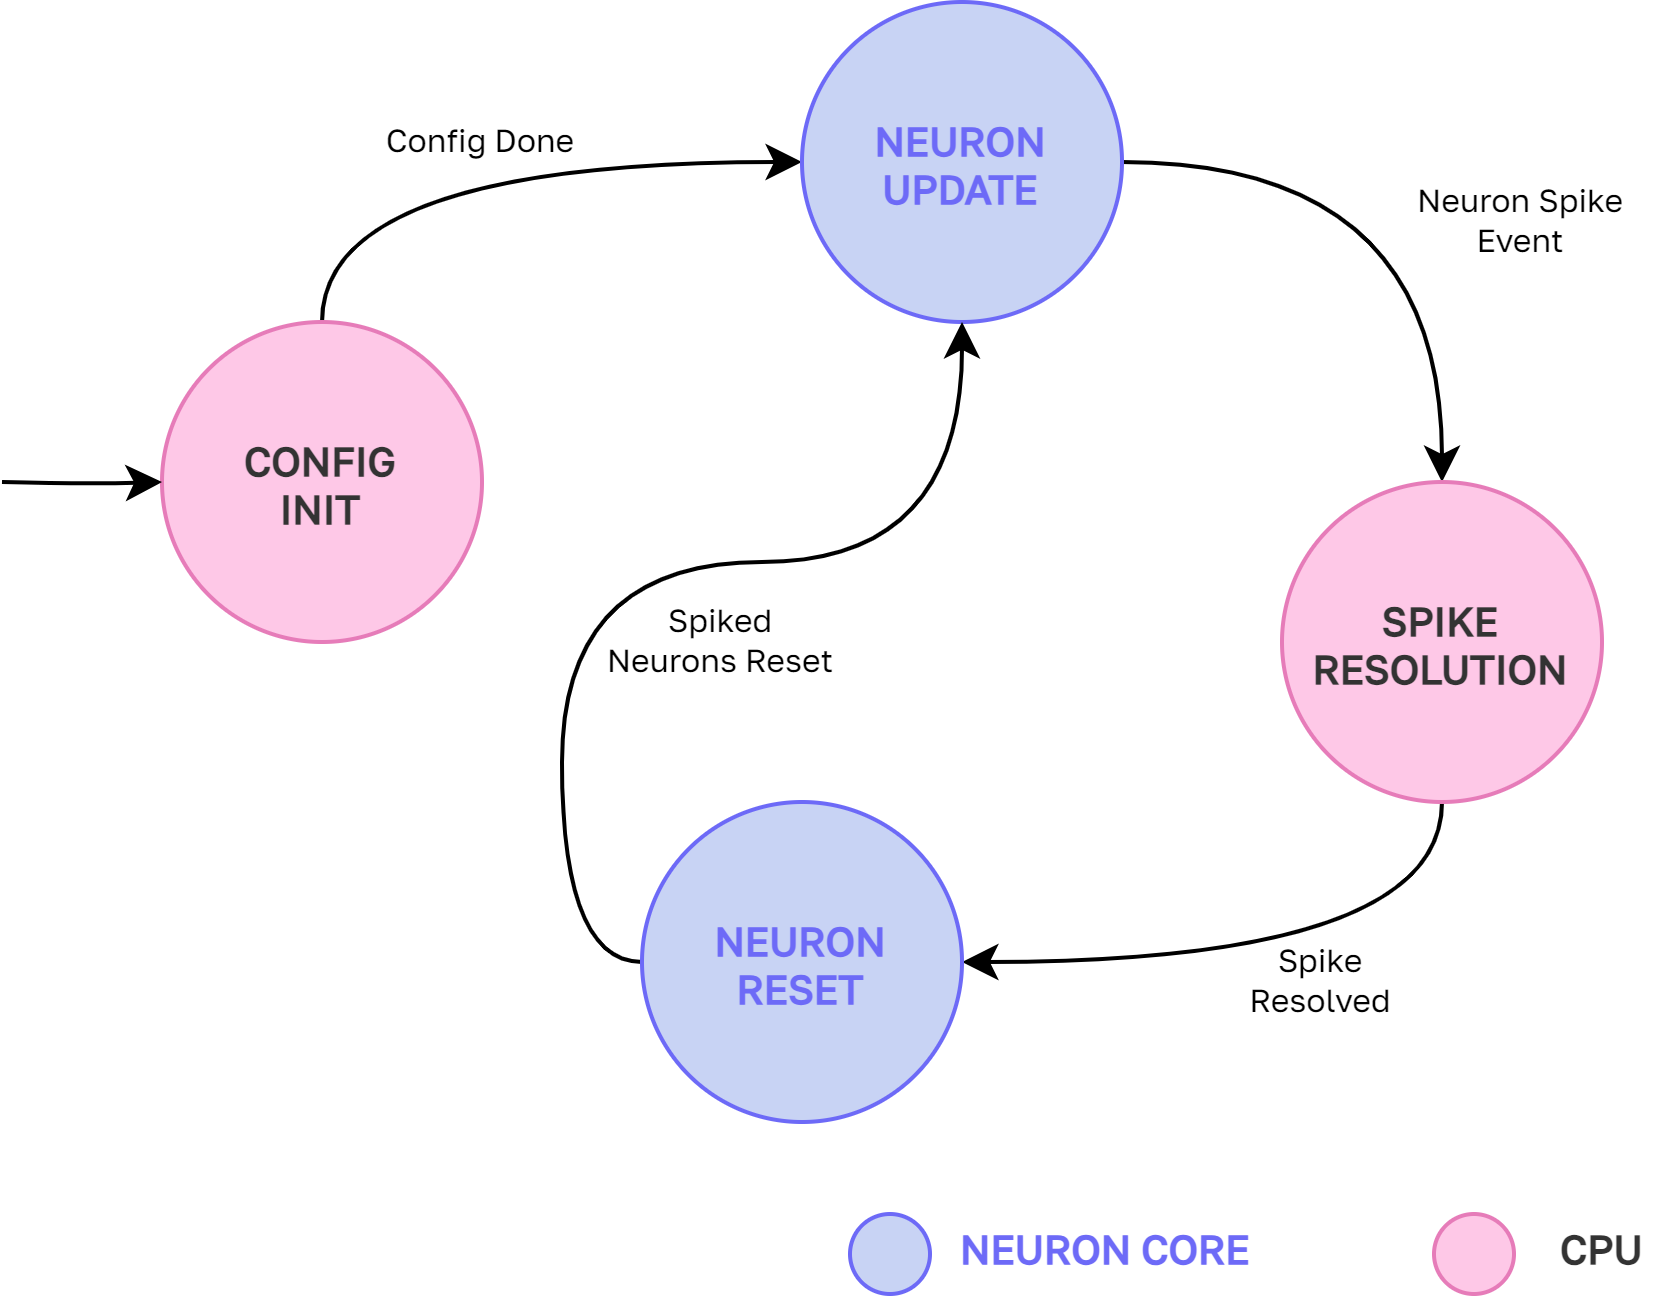 Config Done
NEURON
UPDATE
Neuron Spike
Event
CONFIG
INIT
Spiked
Neurons Reset
SPIKE
RESOLUTION
NEURON
RESET
Spike
Resolved
NEURON CORE
CPU